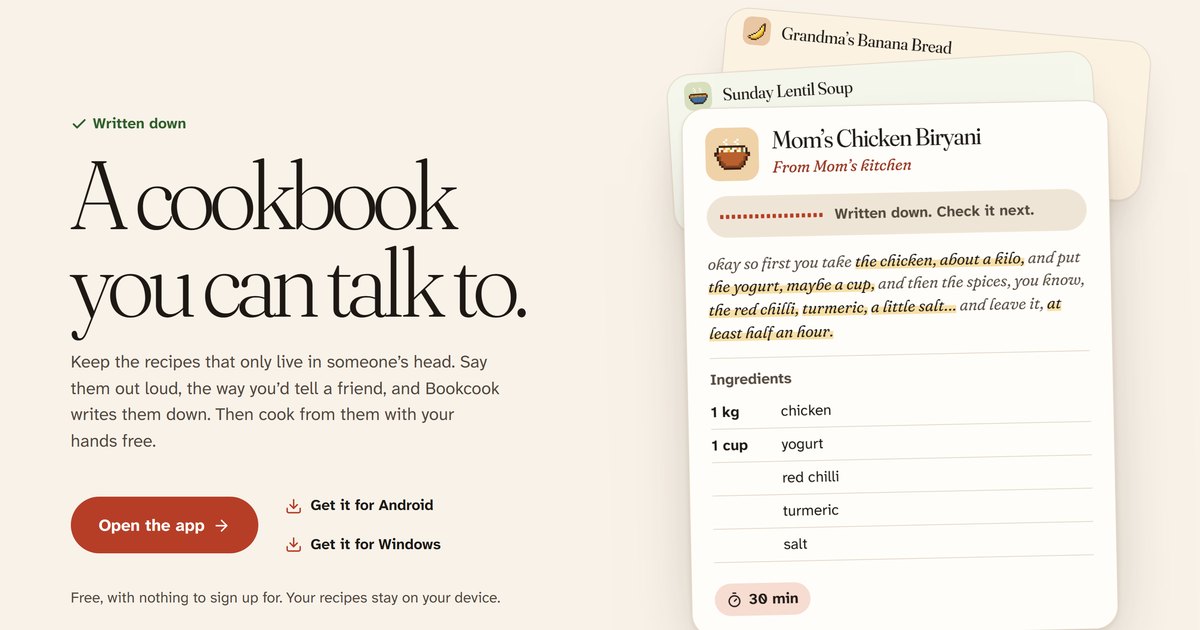 Written down
A cookbook
you can talk to.
Keep the recipes that only live in someone’s head. Say
them out loud, the way you’d tell a friend, and Bookcook
writes them down. Then cook from them with your
hands free.
Open the app
Get it for Android
Get it for Windows
Free, with nothing to sign up for. Your recipes stay on your device.
Grandma’s Banana Bread
Sunday Lentil Soup
Mom’s Chicken Biryani
From Mom’s kitchen
Written down. Check it next.
okay so first you take the chicken, about a kilo, and put
the yogurt, maybe a cup, and then the spices, you know,
the red chilli, turmeric, a little salt… and leave it, at
least half an hour.
Ingredients
1 kg chicken
1 cup yogurt
red chilli
turmeric
salt
30 min